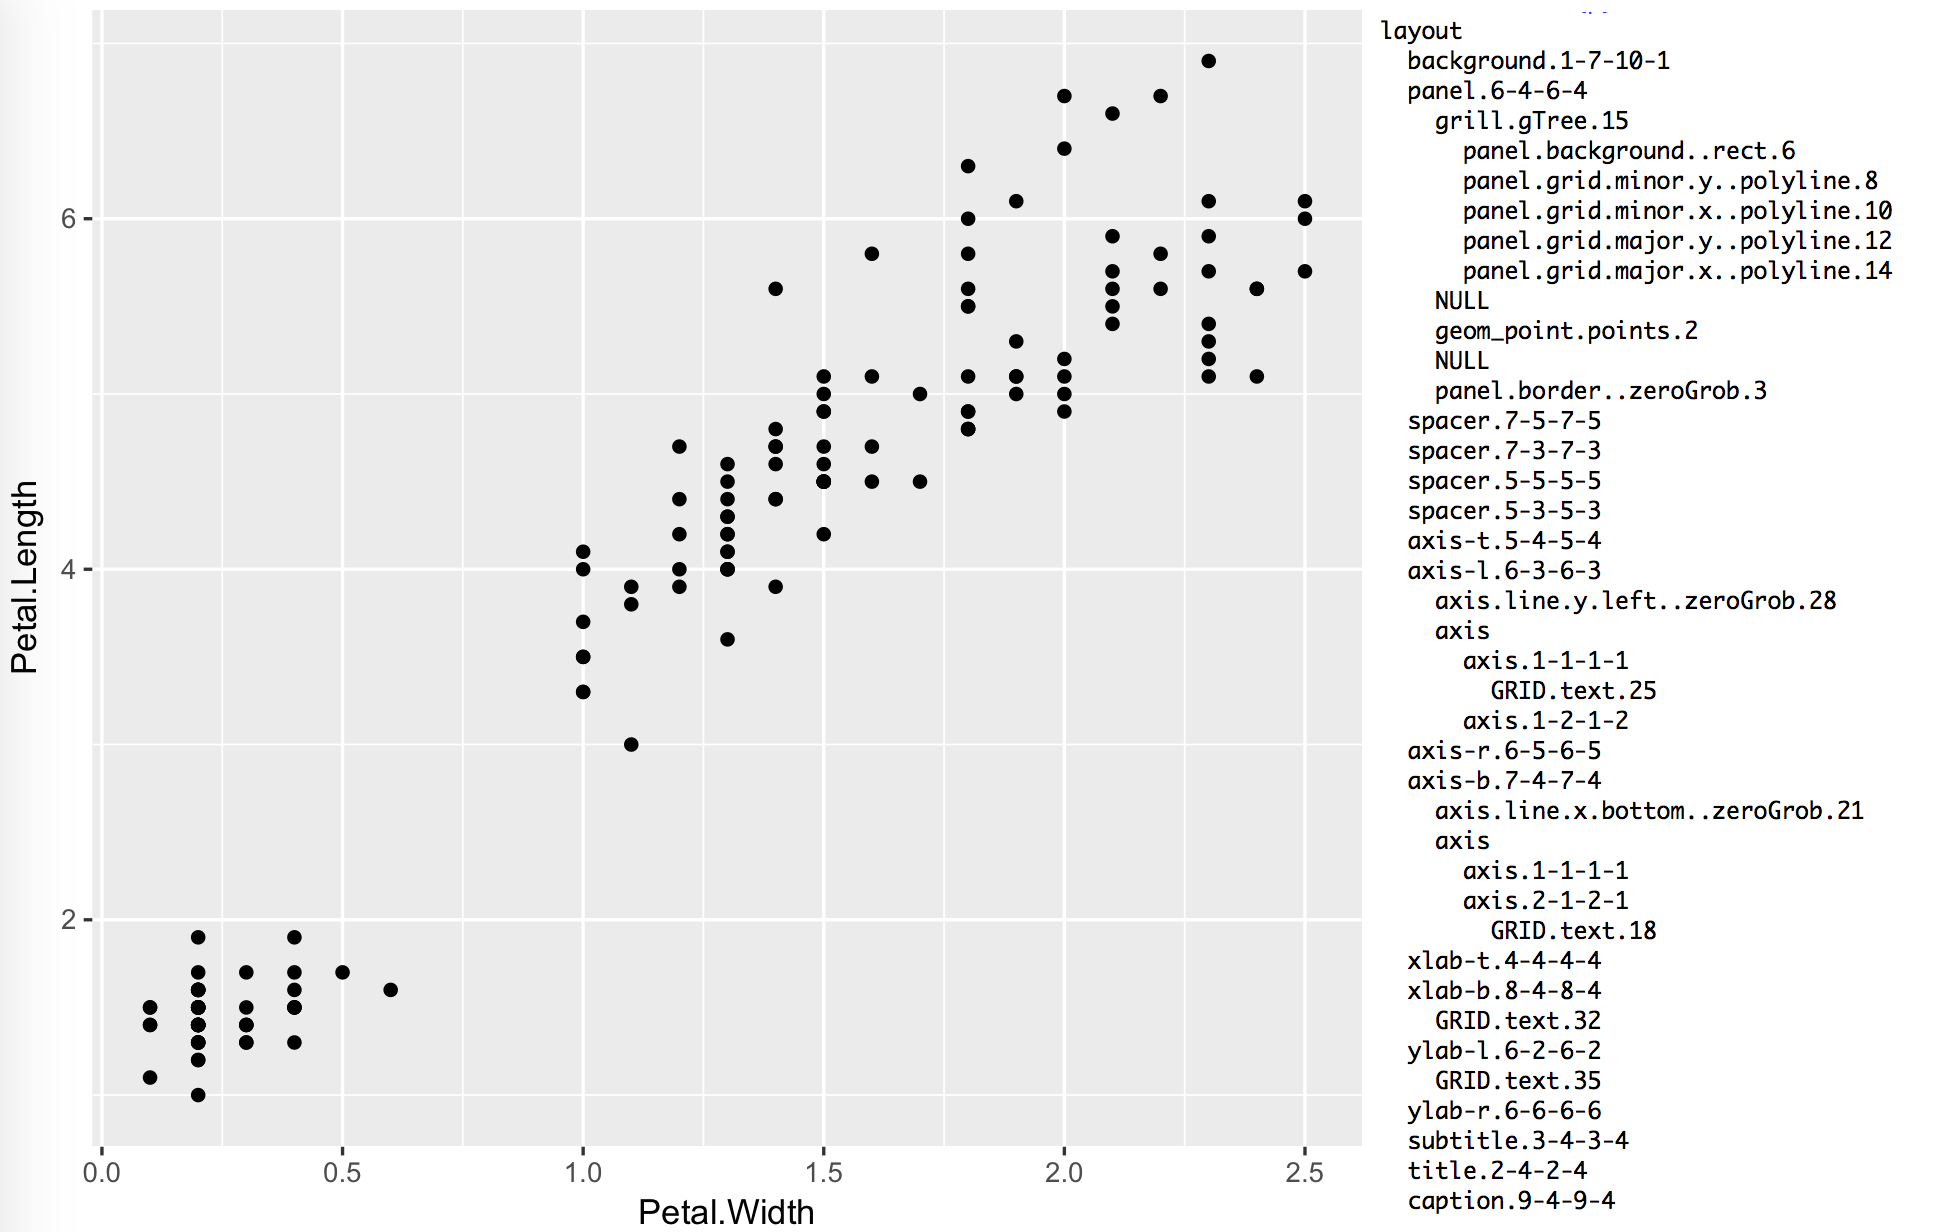 6
4
2
Petal.Length
0.0 0.5 1.0 1.5 2.0 2.5
Petal.Width
layout
background.1-7-10-1
panel.6-4-6-4
grill.gTree.15
panel.background..rect.6
panel.grid.minor.y..polyline.8
panel.grid.minor.x..polyline.10
panel.grid.major.y..polyline.12
panel.grid.major.x..polyline.14
NULL
geom_point.points.2
NULL
panel.border..zeroGrob.3
spacer.7-5-7-5
spacer.7-3-7-3
spacer.5-5-5-5
spacer.5-3-5-3
axis-t.5-4-5-4
axis-l.6-3-6-3
axis.line.y.left..zeroGrob.28
axis
axis.1-1-1-1
GRID.text.25
axis.1-2-1-2
axis-r.6-5-6-5
axis-b.7-4-7-4
axis.line.x.bottom..zeroGrob.21
axis
axis.1-1-1-1
axis.2-1-2-1
GRID.text.18
xlab-t.4-4-4-4
xlab-b.8-4-8-4
GRID.text.32
ylab-l.6-2-6-2
GRID.text.35
ylab-r.6-6-6-6
subtitle.3-4-3-4
title.2-4-2-4
caption.9-4-9-4